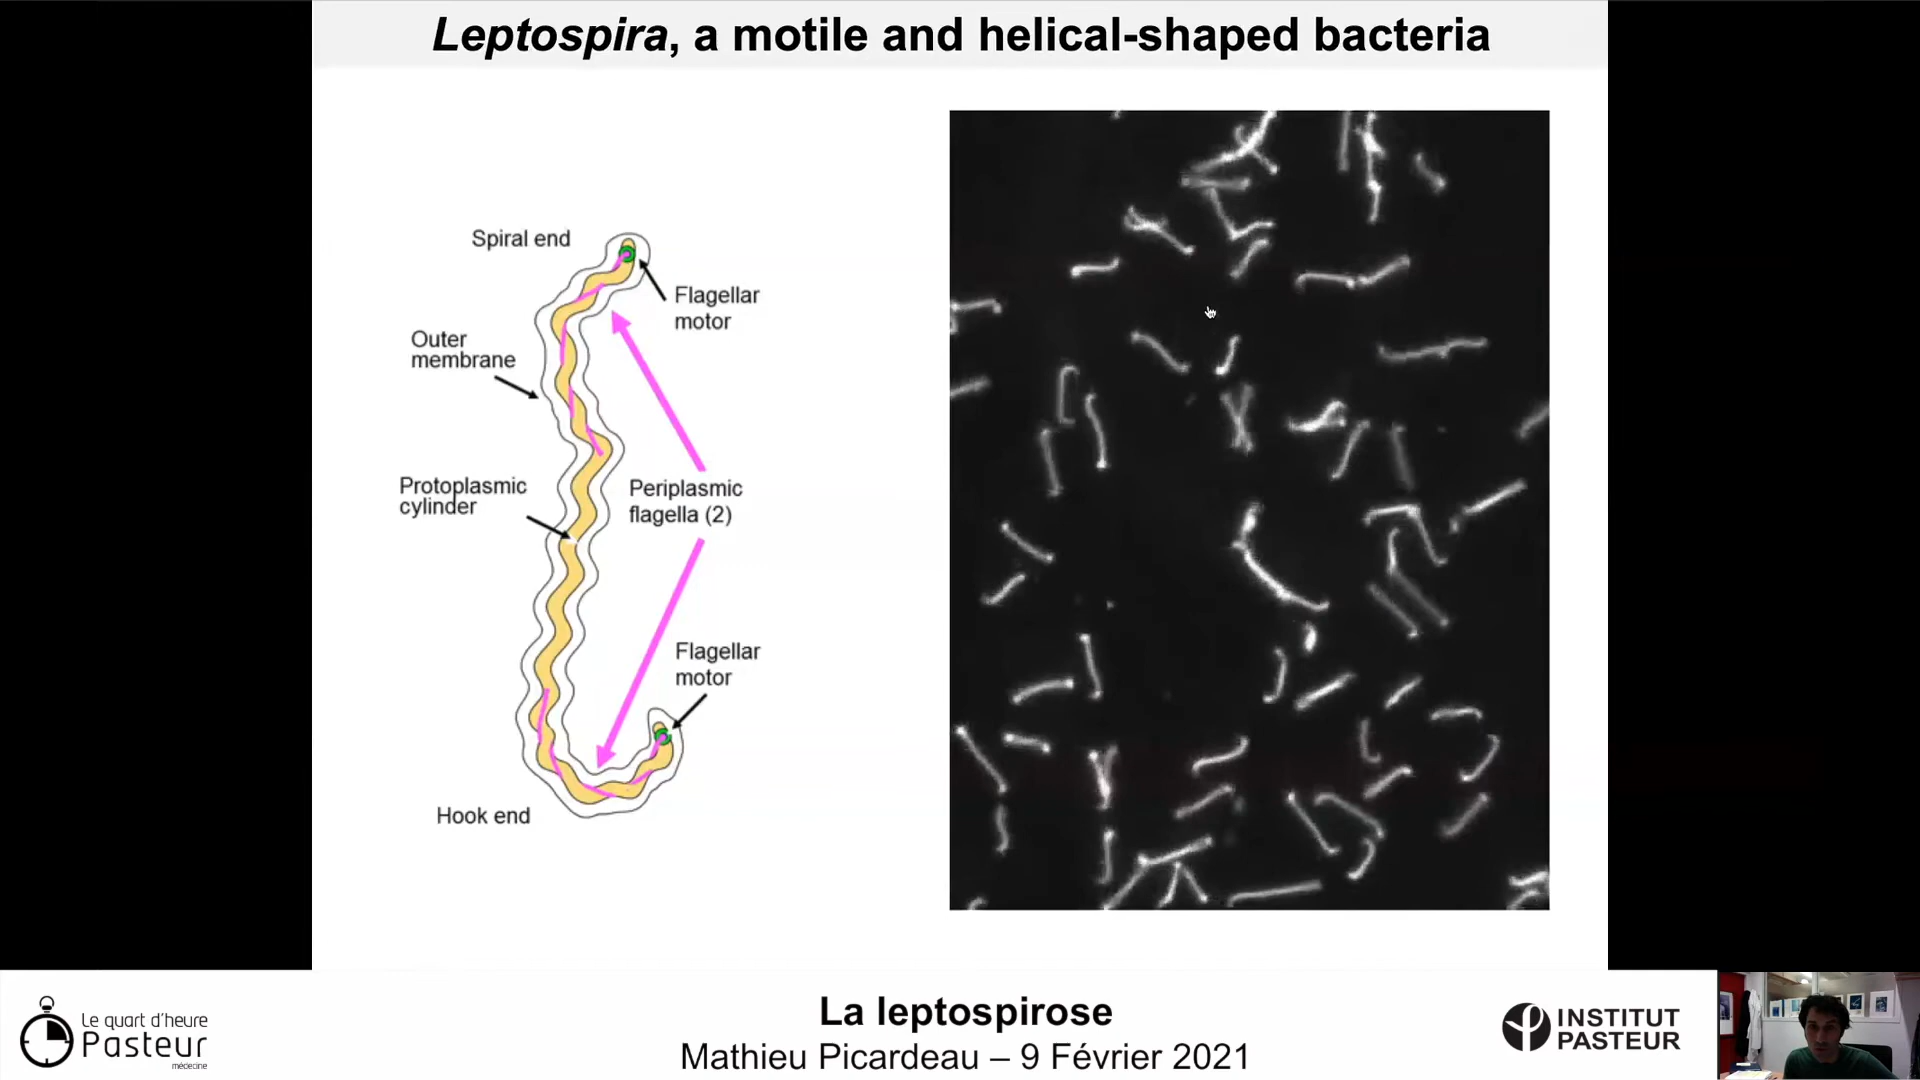 Leptospira, a motile and helical-shaped bacteria
Spiral end
Flagellar
motor
Outer
membrane
Protoplasmic
cylinder
Periplasmic
flagella (2)
Flagellar
motor
Hook end
Le quart d'heure
Pasteur
médecine
La leptospirose
Mathieu Picardeau – 9 Février 2021
INSTITUT
PASTEUR